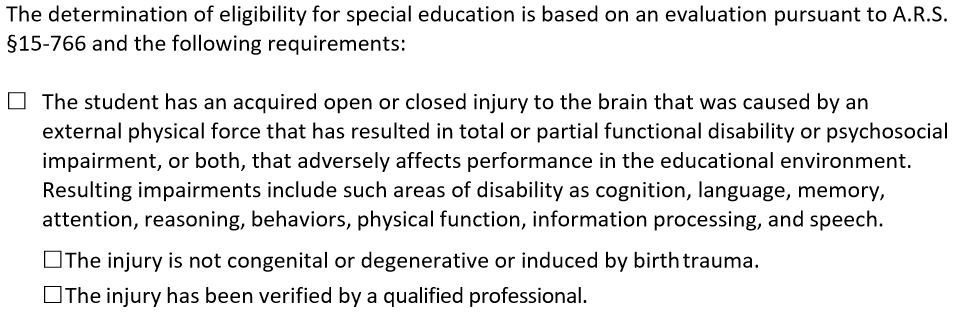 The determination of eligibility for special education is based on an evaluation pursuant to A.R.S.
§15-766 and the following requirements:
☐ The student has an acquired open or closed injury to the brain that was caused by an
external physical force that has resulted in total or partial functional disability or psychosocial
impairment, or both, that adversely affects performance in the educational environment.
Resulting impairments include such areas of disability as cognition, language, memory,
attention, reasoning, behaviors, physical function, information processing, and speech.
☐The injury is not congenital or degenerative or induced by birth trauma.
☐The injury has been verified by a qualified professional.